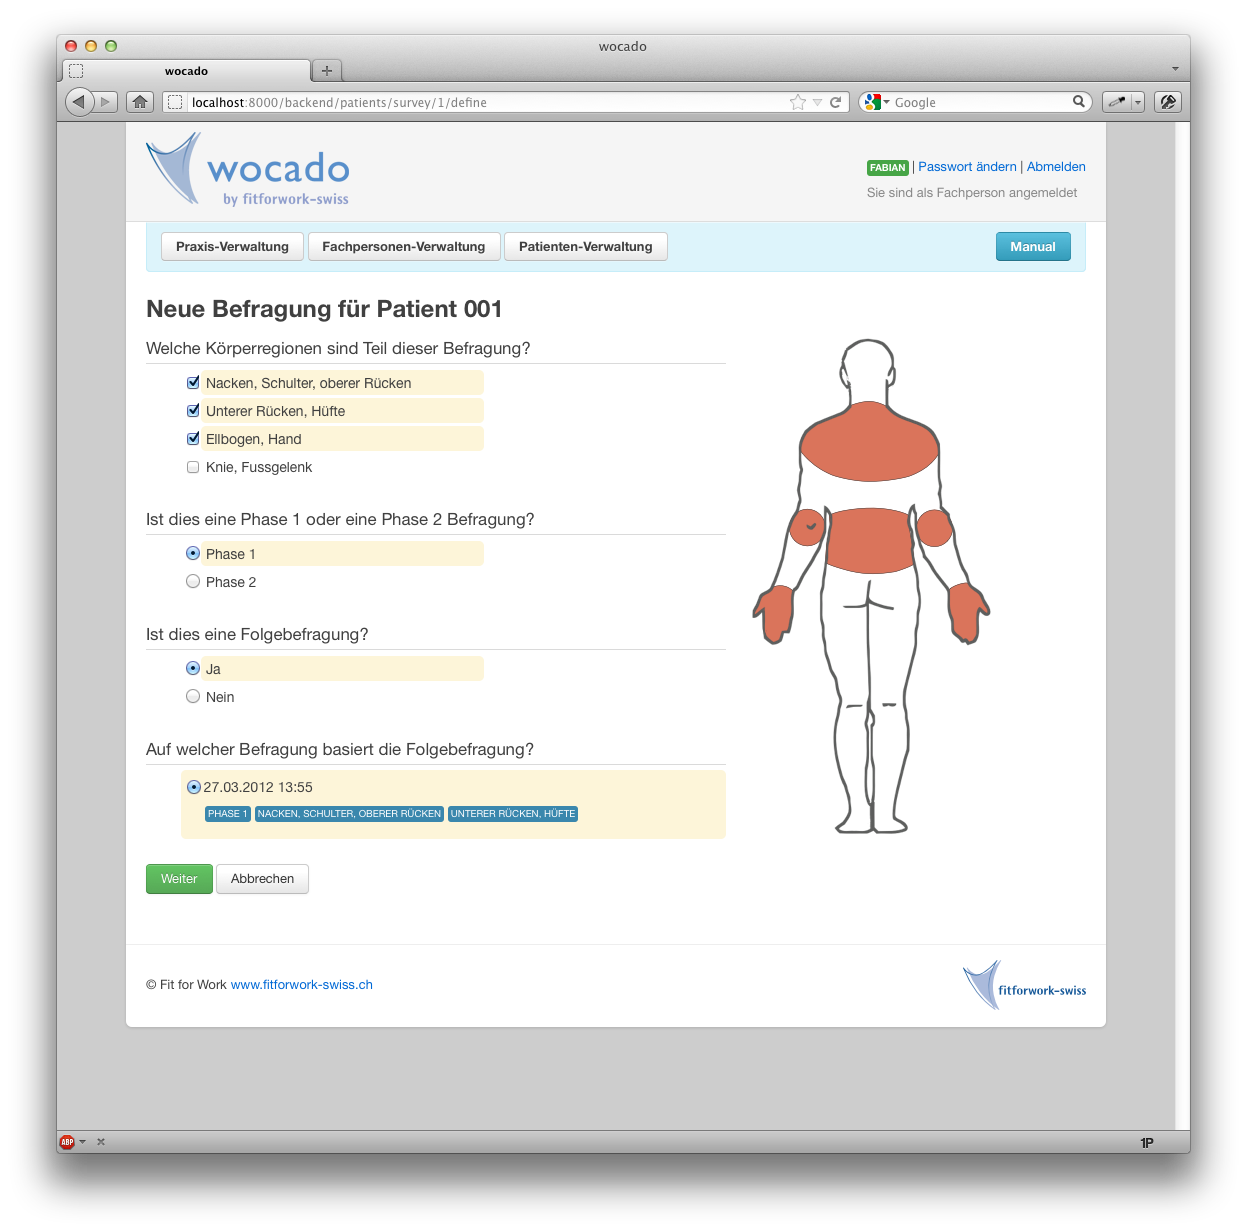 wocado
wocado
localhost:8000/backend/patients/survey/1/define
Google
wocado
by fitforwork-swiss
FABIAN | Passwort ändern | Abmelden
Sie sind als Fachperson angemeldet
Praxis-Verwaltung Fachpersonen-Verwaltung Patienten-Verwaltung Manual
Neue Befragung für Patient 001
Welche Körperregionen sind Teil dieser Befragung?
Nacken, Schulter, oberer Rücken
Unterer Rücken, Hüfte
Ellbogen, Hand
Knie, Fussgelenk
Ist dies eine Phase 1 oder eine Phase 2 Befragung?
Phase 1
Phase 2
Ist dies eine Folgebefragung?
Ja
Nein
Auf welcher Befragung basiert die Folgebefragung?
27.03.2012 13:55
PHASE 1 NACKEN, SCHULTER, OBERER RÜCKEN UNTERER RÜCKEN, HÜFTE
Weiter Abbrechen
© Fit for Work www.fitforwork-swiss.ch
fitforwork-swiss
ABP
1P